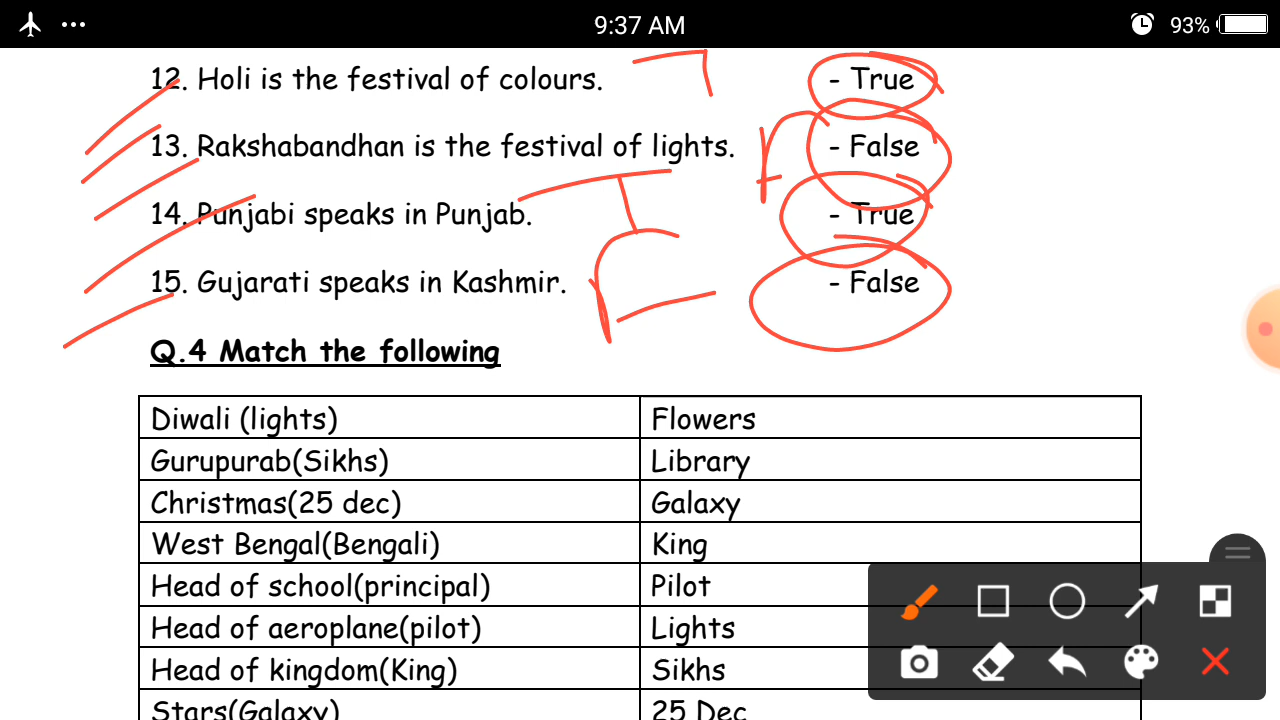 9:37 AM
93%
12. Holi is the festival of colours. - True
13. Rakshabandhan is the festival of lights. - False
14. Punjabi speaks in Punjab. - True
15. Gujarati speaks in Kashmir. - False
Q.4 Match the following
Diwali (lights) Flowers
Gurupurab(Sikhs) Library
Christmas(25 dec) Galaxy
West Bengal(Bengali) King
Head of school(principal) Pilot
Head of aeroplane(pilot) Lights
Head of kingdom(King) Sikhs
Stars(Galaxy) 25 Dec